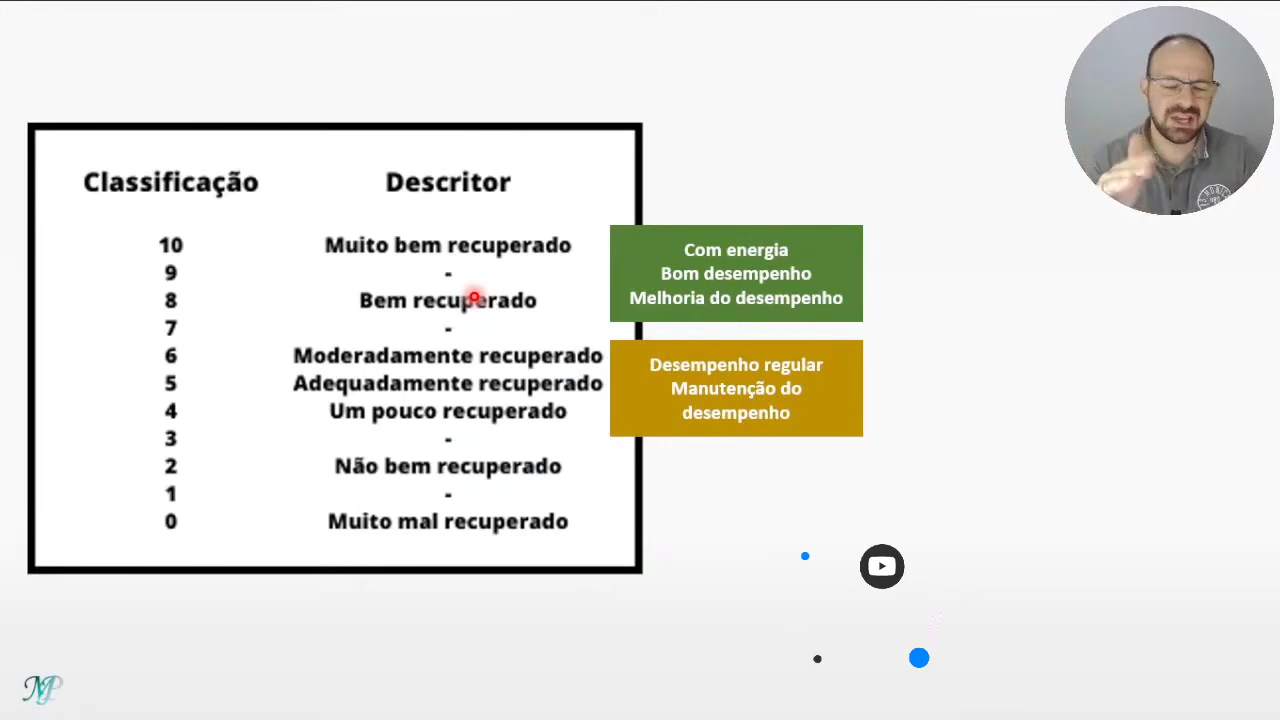 Classificação Descritor
10 Muito bem recuperado
9 -
8 Bem recuperado
7 -
6 Moderadamente recuperado
5 Adequadamente recuperado
4 Um pouco recuperado
3 -
2 Não bem recuperado
1 -
0 Muito mal recuperado
Com energia
Bom desempenho
Melhoria do desempenho
Desempenho regular
Manutenção do
desempenho
MP